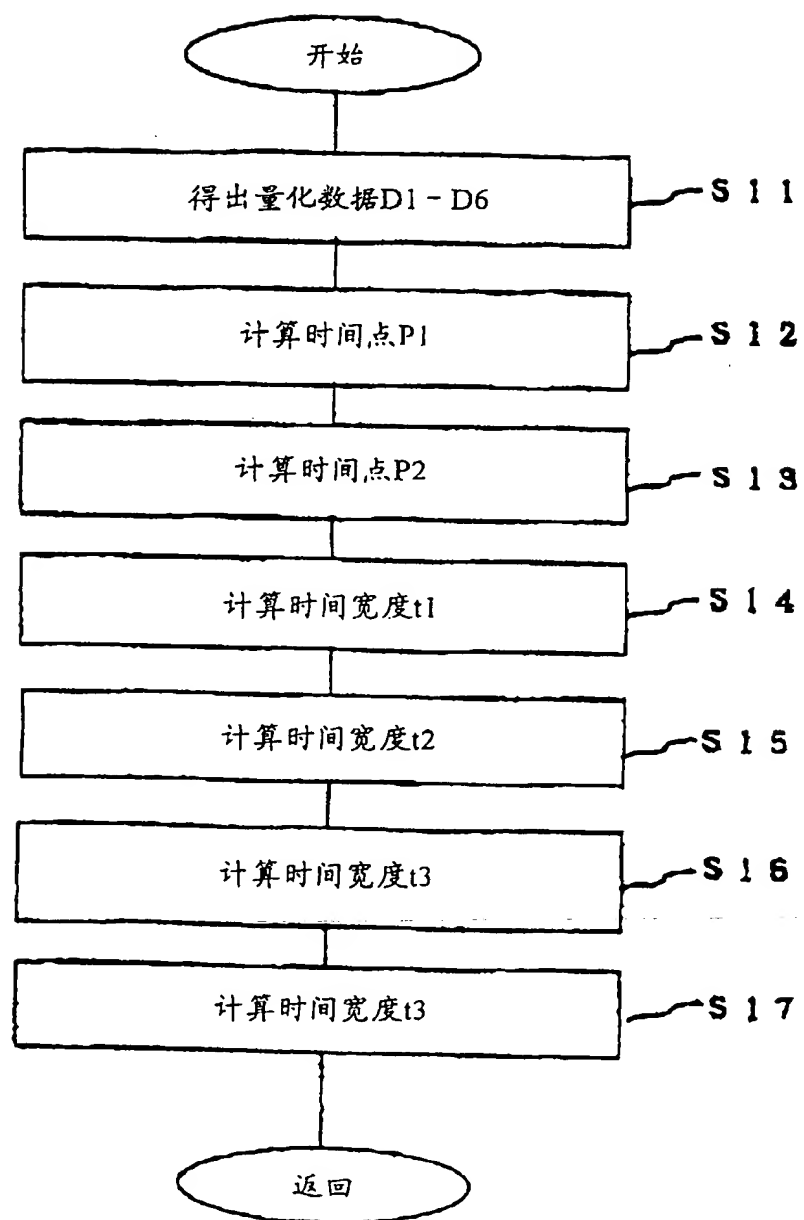 开始
得出量化数据D1-D6
S11
计算时间点P1
S12
计算时间点P2
S13
计算时间宽度t1
S14
计算时间宽度t2
S15
计算时间宽度t3
S16
计算时间宽度t3
S17
返回